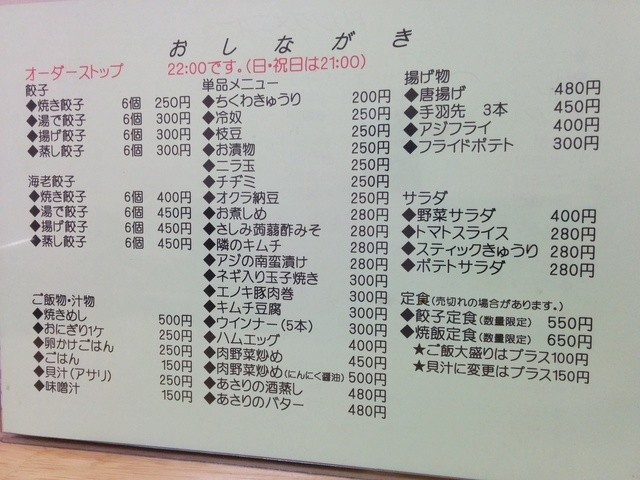 おしながき
オーダーストップ 22:00です。(日・祝日は21:00)
餃子
◆焼き餃子 6個 250円
◆湯で餃子 6個 300円
◆揚げ餃子 6個 300円
◆蒸し餃子 6個 300円
海老餃子
◆焼き餃子 6個 400円
◆湯で餃子 6個 450円
◆揚げ餃子 6個 450円
◆蒸し餃子 6個 450円
ご飯物・汁物
◆焼きめし 500円
◆おにぎり1ケ 250円
◆卵かけごはん 250円
◆ごはん 150円
◆貝汁(アサリ) 250円
◆味噌汁 150円
単品メニュー
◆ちくわきゅうり 200円
◆冷奴 250円
◆枝豆 250円
◆お漬物 250円
◆ニラ玉 250円
◆チヂミ 250円
◆オクラ納豆 250円
◆お煮しめ 280円
◆さしみ蒟蒻酢みそ 280円
◆隣のキムチ 280円
◆アジの南蛮漬け 280円
◆ネギ入り玉子焼き 300円
◆エノキ豚肉巻 300円
◆キムチ豆腐 300円
◆ウインナー(5本) 300円
◆ハムエッグ 400円
◆肉野菜炒め 450円
◆肉野菜炒め(にんにく醤油) 500円
◆あさりの酒蒸し 480円
◆あさりのバター 480円
揚げ物
◆唐揚げ 480円
◆手羽先 3本 450円
◆アジフライ 400円
◆フライドポテト 300円
サラダ
◆野菜サラダ 400円
◆トマトスライス 280円
◆スティックきゅうり 280円
◆ポテトサラダ 280円
定食(売切れの場合があります。)
◆餃子定食(数量限定) 550円
◆焼飯定食(数量限定) 650円
★ご飯大盛りはプラス100円
★貝汁に変更はプラス150円